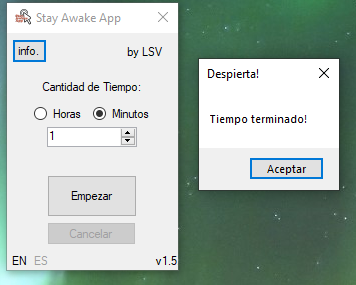 Stay Awake App
info.
by LSV
Cantidad de Tiempo:
Horas
Minutos
1
Empezar
Cancelar
EN ES
v1.5
Despierta!
Tiempo terminado!
Aceptar